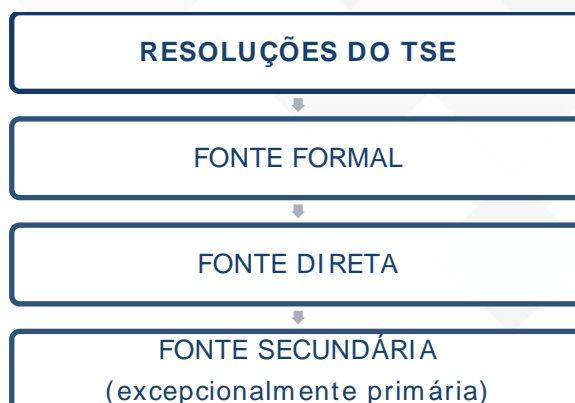 RESOLUÇÕES DO TSE
FONTE FORMAL
FONTE DIRETA
FONTE SECUNDÁRIA
(excepcionalmente primária)